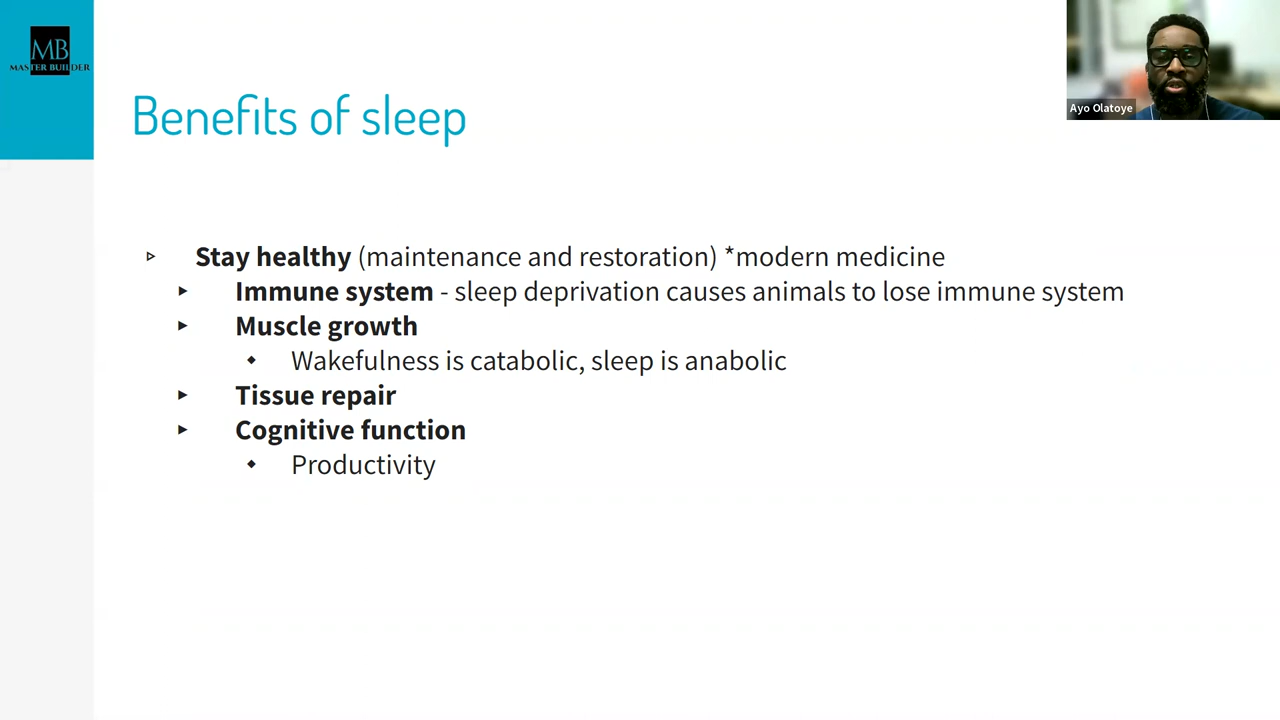 MB
MASTER BUILDER
Benefits of sleep
Ayo Olatoye
▹ Stay healthy (maintenance and restoration) *modern medicine
▸ Immune system - sleep deprivation causes animals to lose immune system
▸ Muscle growth
⬥ Wakefulness is catabolic, sleep is anabolic
▸ Tissue repair
▸ Cognitive function
⬥ Productivity